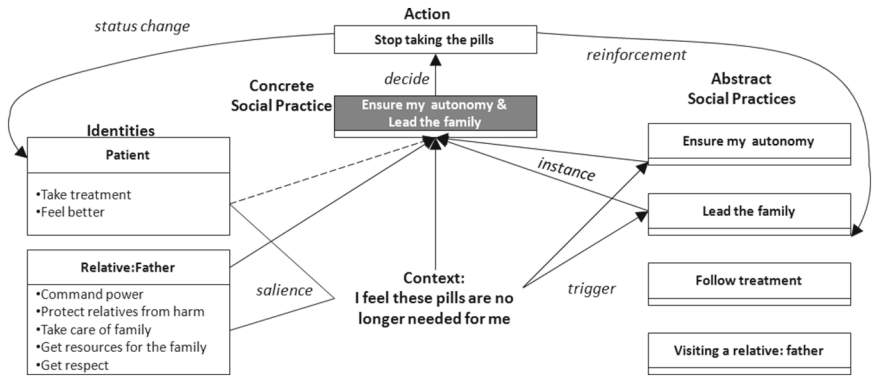 Action
status change
Stop taking the pills
reinforcement
decide
Concrete
Social Practice
Ensure my autonomy &
Lead the family
Abstract
Social Practices
Identities
Patient
•Take treatment
•Feel better
Relative:Father
•Command power
•Protect relatives from harm
•Take care of family
•Get resources for the family
•Get respect
salience
Context:
I feel these pills are no
longer needed for me
instance
trigger
Ensure my autonomy
Lead the family
Follow treatment
Visiting a relative: father